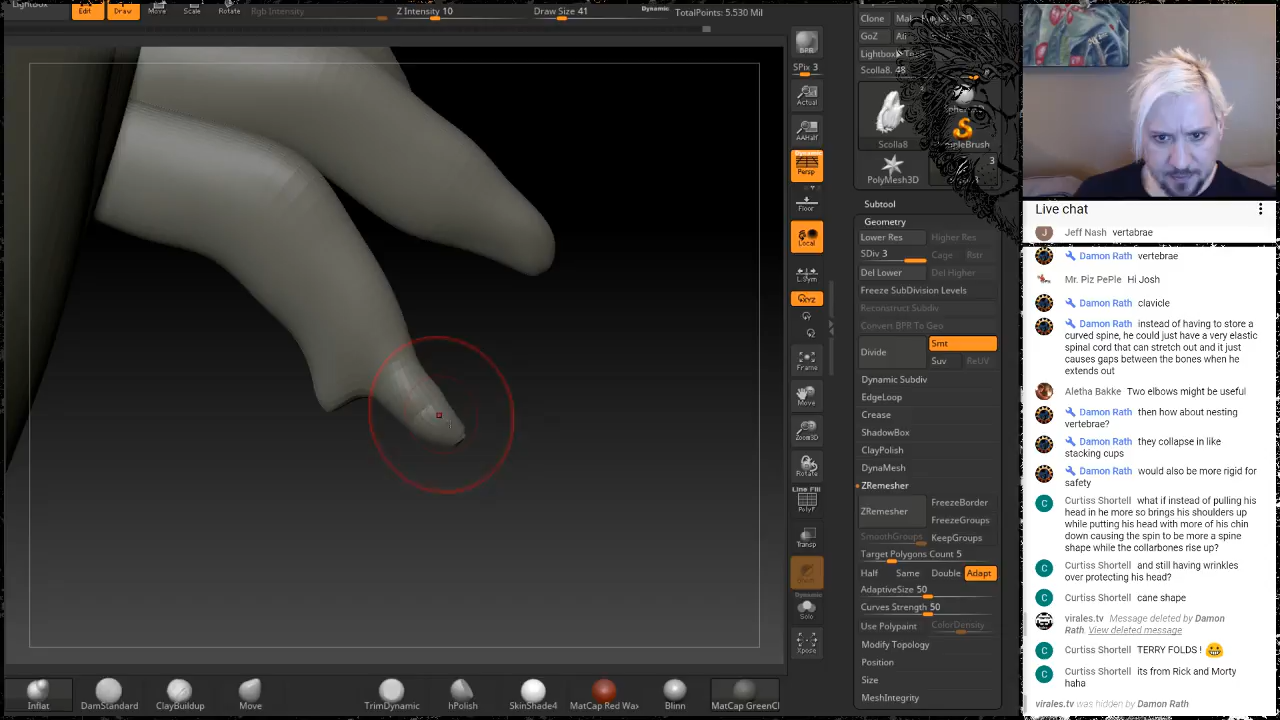 Lightbox
Edit
Draw
Move
Scale
Rotate
Rgb Intensity
Z Intensity 10
Draw Size 41
Dynamic
TotalPoints: 5.530 Mil
BPR
SPix 3
Actual
AAHalf
Dynamic
Persp
Floor
Local
L.Sym
XYZ
Frame
Move
Zoom3D
Rotate
Line Fill
PolyF
Transp
Ghost
Dynamic
Solo
Xpose
Clone
GoZ
Lightbox
Scolla8. 48
Scolla8
SimpleBrush
PolyMesh3D
3
Subtool
Geometry
Lower Res
Higher Res
SDiv 3
Cage
Rstr
Del Lower
Del Higher
Freeze SubDivision Levels
Reconstruct Subdiv
Convert BPR To Geo
Divide
Smt
Suv
ReUV
Dynamic Subdiv
EdgeLoop
Crease
ShadowBox
ClayPolish
DynaMesh
ZRemesher
ZRemesher
FreezeBorder
FreezeGroups
SmoothGroups
KeepGroups
Target Polygons Count 5
Half
Same
Double
Adapt
AdaptiveSize 50
Curves Strength 50
Use Polypaint
ColorDensity
Modify Topology
Position
Size
MeshIntegrity
Inflat
DamStandard
ClayBuildup
Move
TrimDynamic
hPolish
SkinShade4
MatCap Red Wax
Blinn
MatCap GreenCl
Live chat
J
Jeff Nash vertabrae
Damon Rath vertebrae
Mr. Piz PePle Hi Josh
Damon Rath clavicle
Damon Rath instead of having to store a
curved spine, he could just have a very elastic
spinal cord that can stretch out and it just
causes gaps between the bones when he
extends out
Aletha Bakke Two elbows might be useful
Damon Rath then how about nesting
vertebrae?
Damon Rath they collapse in like
stacking cups
Damon Rath would also be more rigid for
safety
C
Curtiss Shortell what if instead of pulling his
head in he more so brings his shoulders up
while putting his head with more of his chin
down causing the spin to be more a spine
shape while the collarbones rise up?
C
Curtiss Shortell and still having wrinkles
over protecting his head?
C
Curtiss Shortell cane shape
virales.tv Message deleted by Damon
Rath. View deleted message
C
Curtiss Shortell TERRY FOLDS !
C
Curtiss Shortell its from Rick and Morty
haha
virales.tv was hidden by Damon Rath